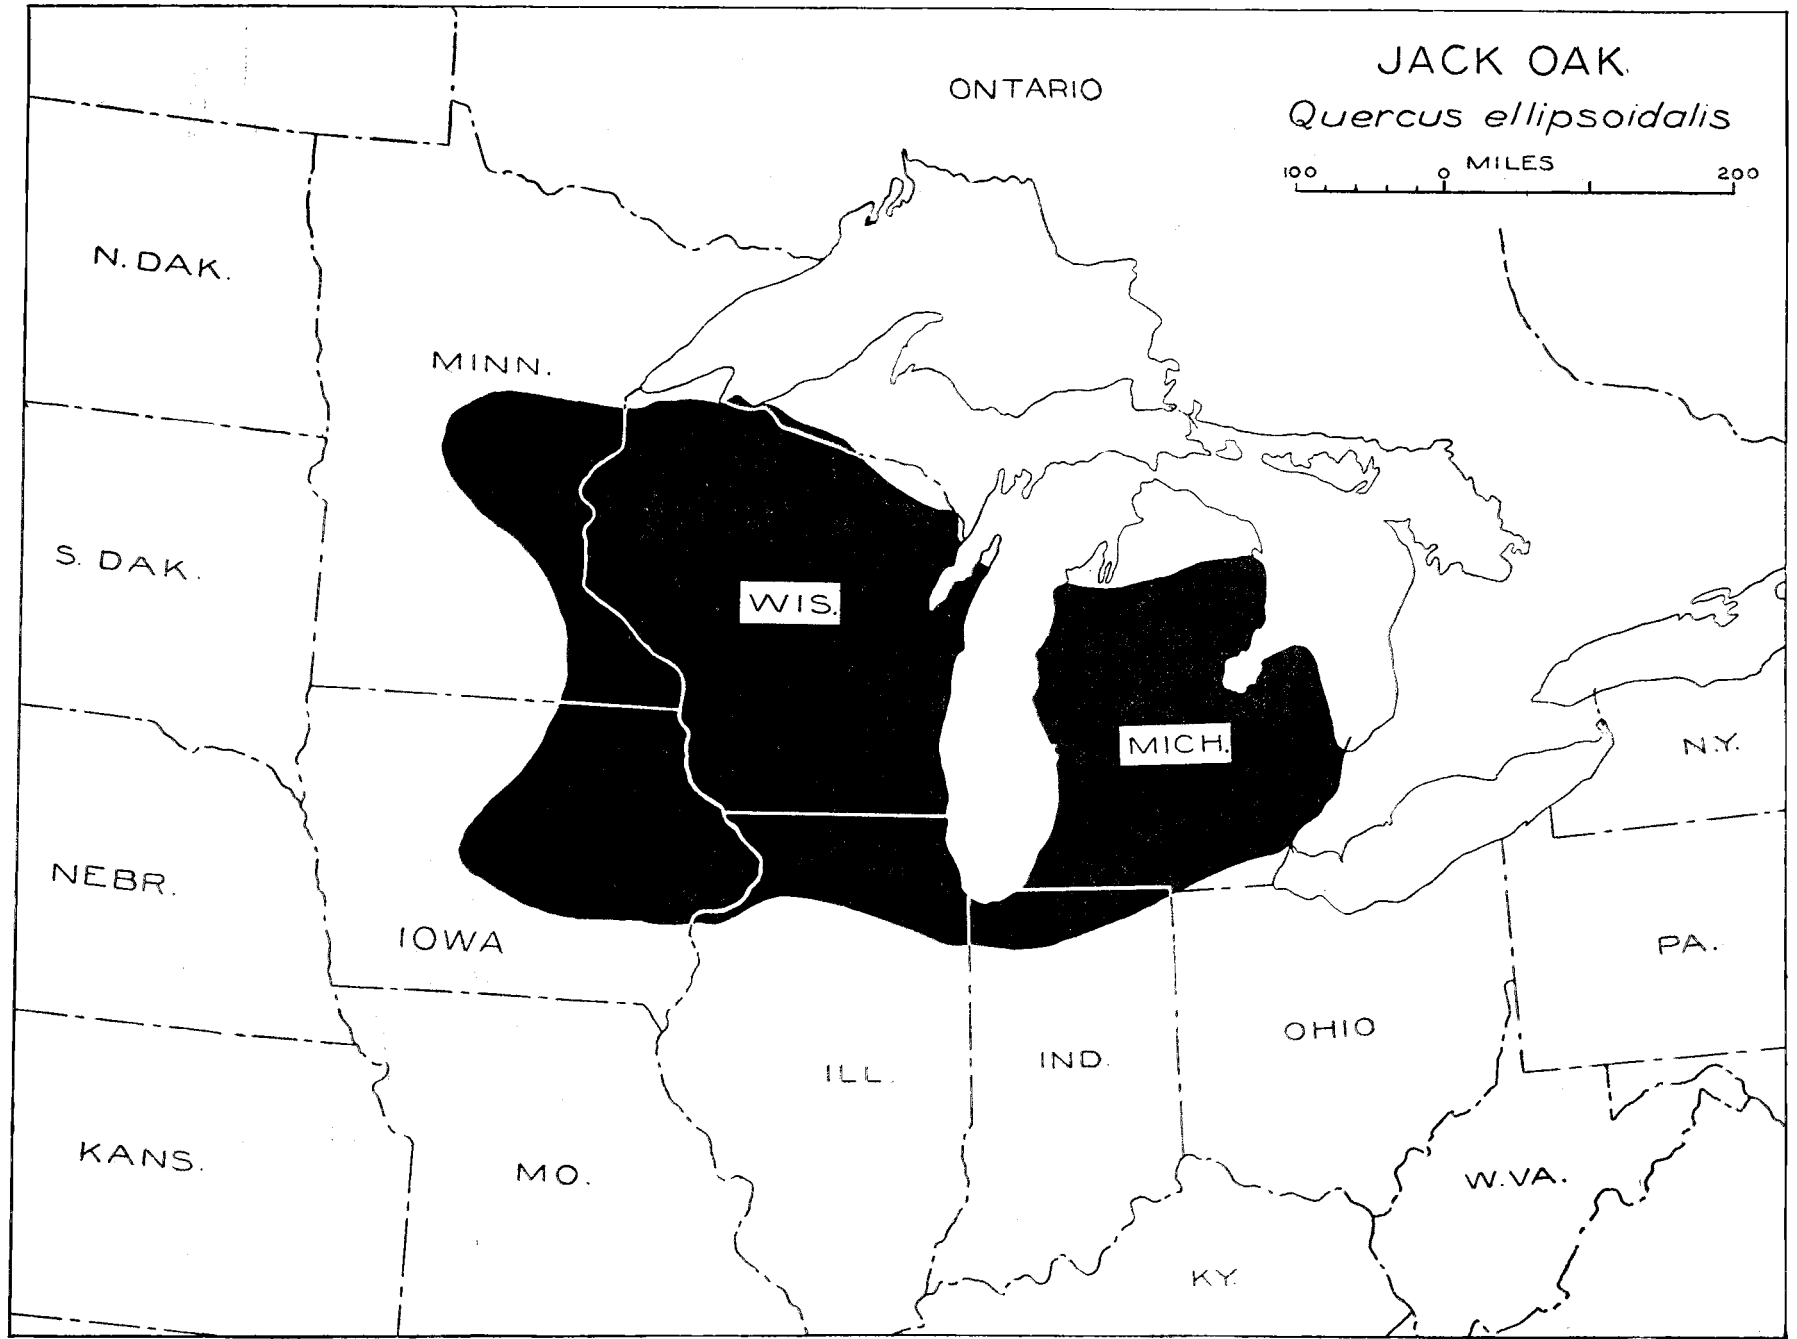 JACK OAK.
Quercus ellipsoidalis
MILES
100 0 200
ONTARIO
N. DAK.
MINN.
S. DAK.
WIS.
MICH.
N.Y.
NEBR.
IOWA
PA.
ILL.
IND.
OHIO
KANS.
MO.
W.VA.
KY.